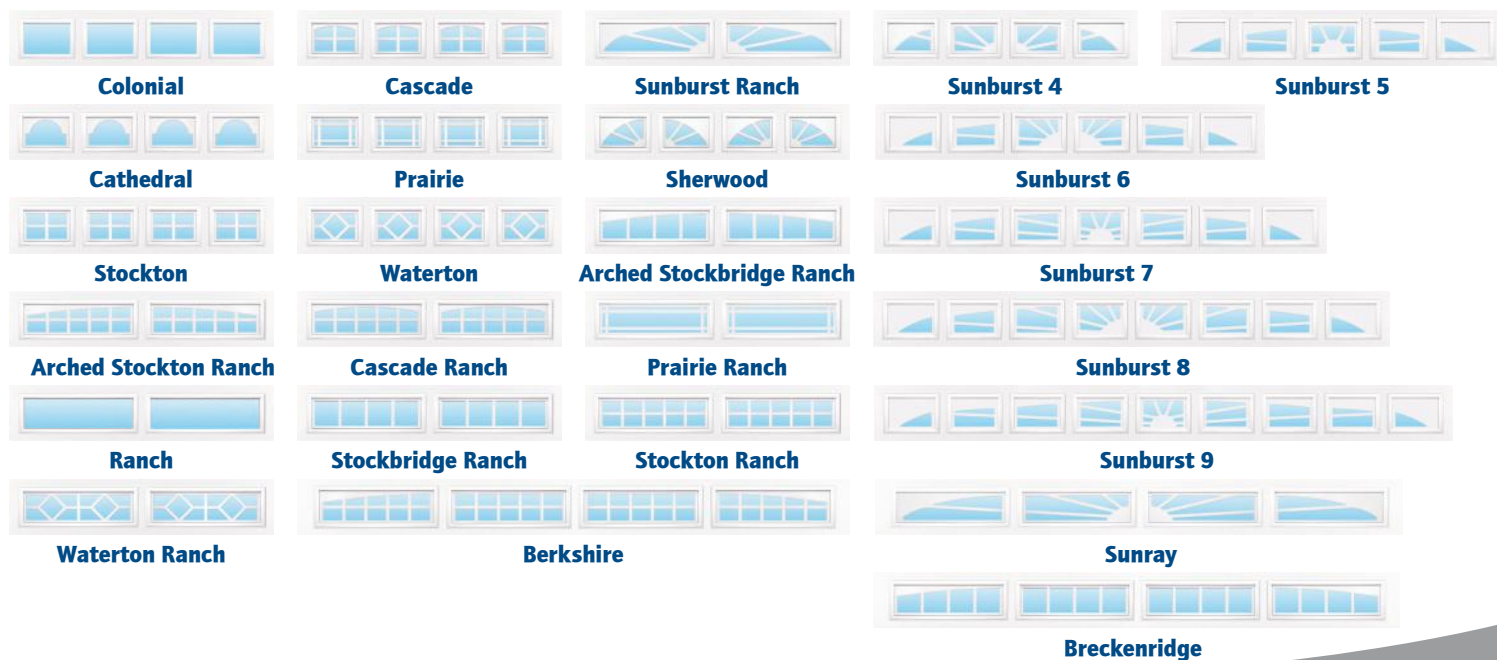 Colonial
Cascade
Sunburst Ranch
Sunburst 4
Sunburst 5
Cathedral
Prairie
Sherwood
Sunburst 6
Stockton
Waterton
Arched Stockbridge Ranch
Sunburst 7
Arched Stockton Ranch
Cascade Ranch
Prairie Ranch
Sunburst 8
Ranch
Stockbridge Ranch
Stockton Ranch
Sunburst 9
Waterton Ranch
Berkshire
Sunray
Breckenridge